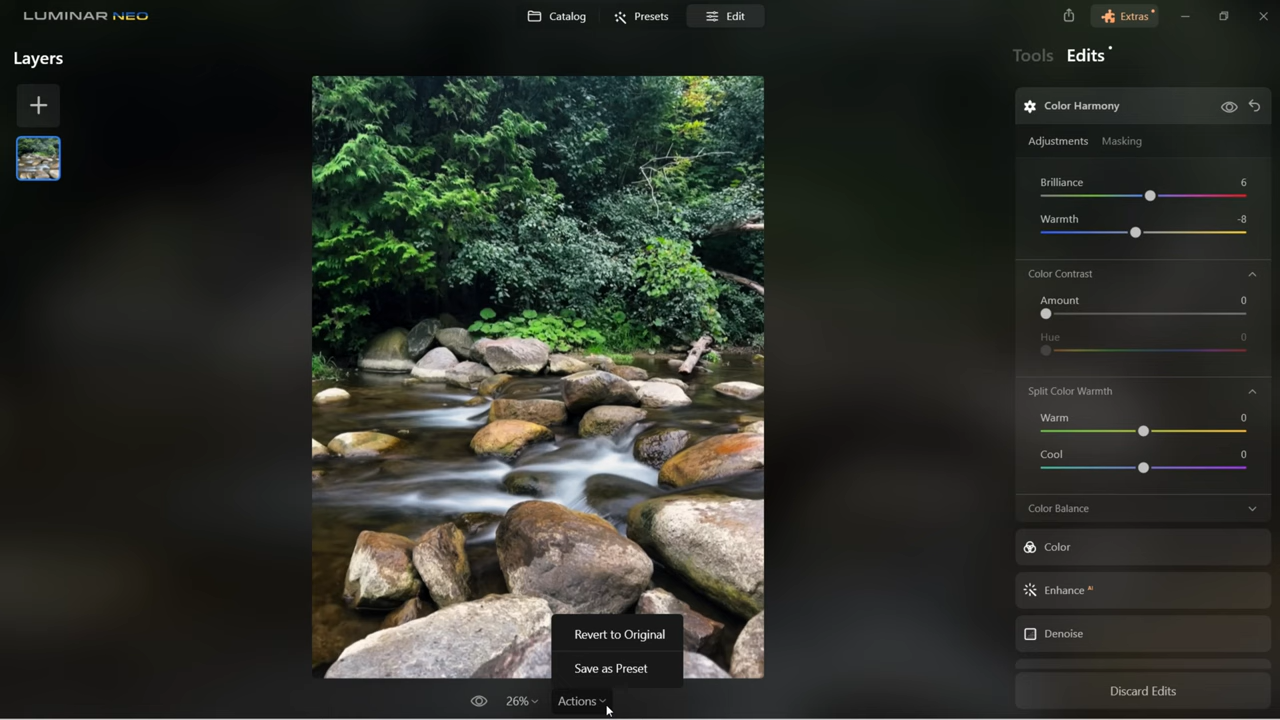 LUMINAR NEO
Catalog
Presets
Edit
Extras
Layers
Tools
Edits
Color Harmony
Adjustments
Masking
Brilliance 6
Warmth -8
Color Contrast
Amount 0
Hue 0
Split Color Warmth
Warm 0
Cool 0
Color Balance
Color
Enhance AI
Denoise
Discard Edits
Revert to Original
Save as Preset
26%
Actions